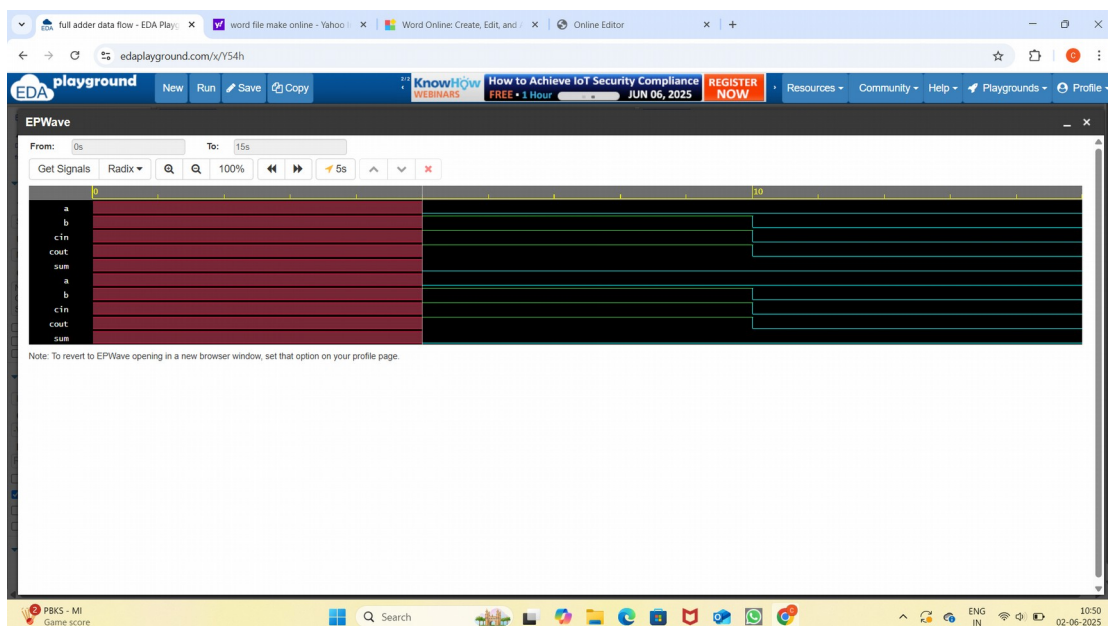 full adder data flow - EDA Playg
word file make online - Yahoo
Word Online: Create, Edit, and
Online Editor
edaplayground.com/x/Y54h
C
EDA playground
New
Run
Save
Copy
2/2
KnowHow
WEBINARS
How to Achieve IoT Security Compliance
FREE • 1 Hour
JUN 06, 2025
REGISTER
NOW
Resources
Community
Help
Playgrounds
Profile
EPWave
From: 0s To: 15s
Get Signals
Radix
100%
5s
0
10
a
b
cin
cout
sum
a
b
cin
cout
sum
Note: To revert to EPWave opening in a new browser window, set that option on your profile page.
2
PBKS - MI
Game score
Search
ENG
IN
10:50
02-06-2025